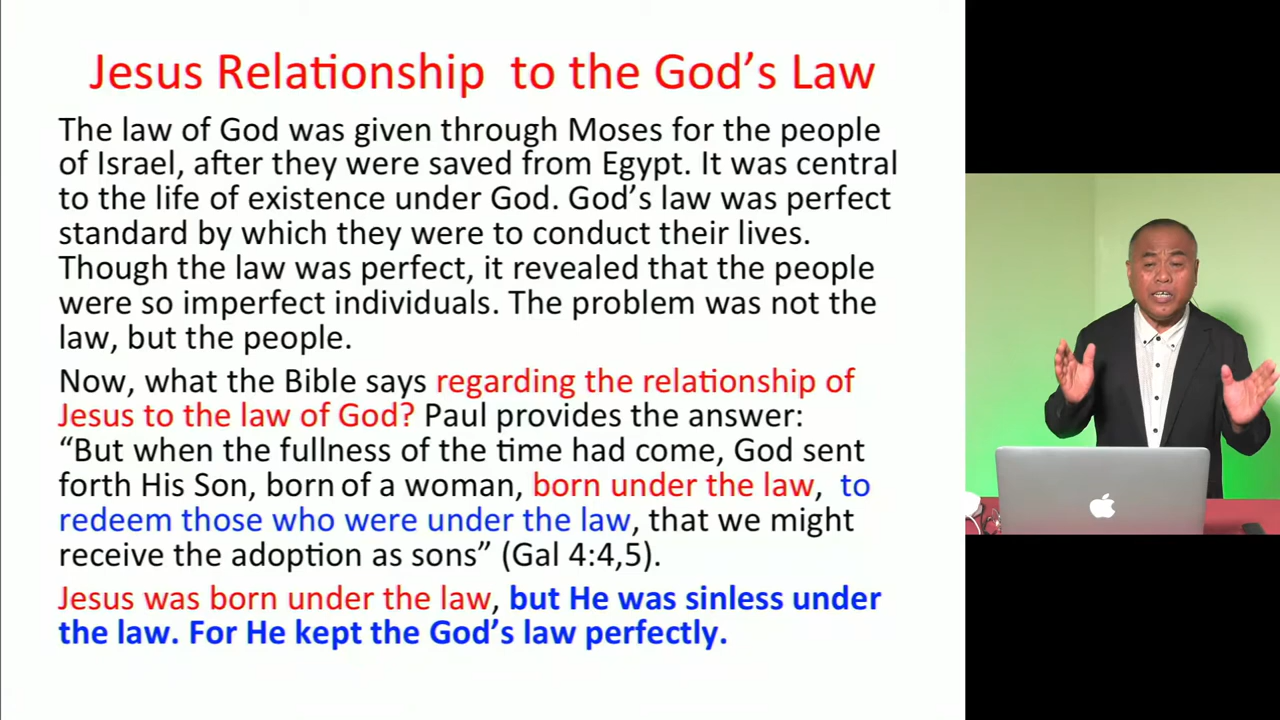 Jesus Relationship to the God's Law
The law of God was given through Moses for the people
of Israel, after they were saved from Egypt. It was central
to the life of existence under God. God's law was perfect
standard by which they were to conduct their lives.
Though the law was perfect, it revealed that the people
were so imperfect individuals. The problem was not the
law, but the people.
Now, what the Bible says regarding the relationship of
Jesus to the law of God? Paul provides the answer:
“But when the fullness of the time had come, God sent
forth His Son, born of a woman, born under the law, to
redeem those who were under the law, that we might
receive the adoption as sons” (Gal 4:4,5).
Jesus was born under the law, but He was sinless under
the law. For He kept the God's law perfectly.